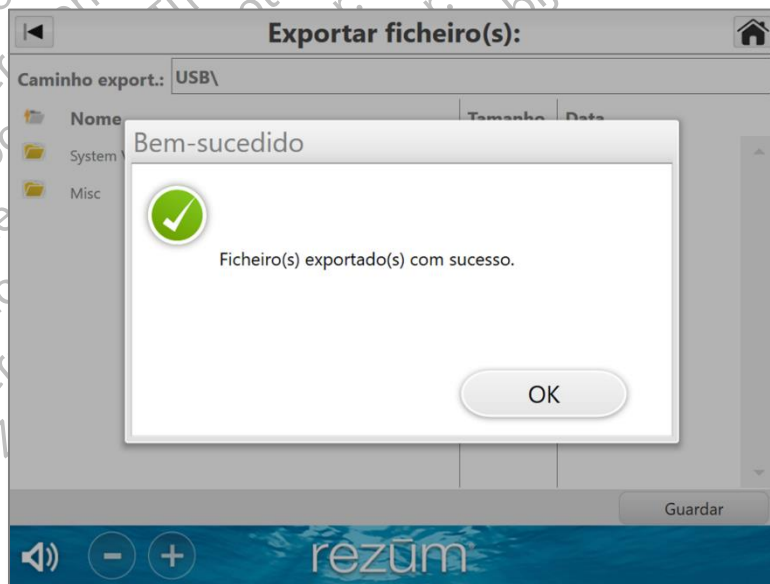 Exportar ficheiro(s):
Caminho export.: USB\
Nome Tamanho Data
System
Misc
Bem-sucedido
Ficheiro(s) exportado(s) com sucesso.
OK
Guardar
rezūm